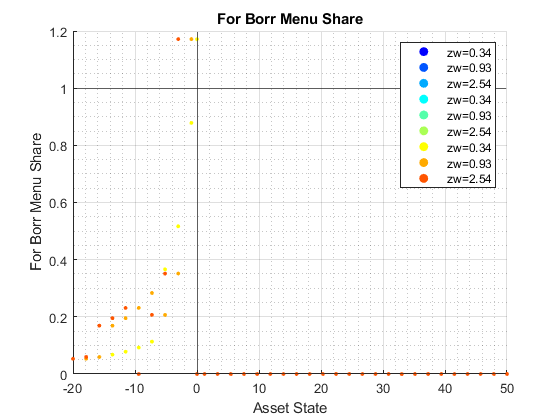 For Borr Menu Share
1.2
1
0.8
0.6
0.4
0.2
0
For Borr Menu Share
zw=0.34
zw=0.93
zw=2.54
zw=0.34
zw=0.93
zw=2.54
zw=0.34
zw=0.93
zw=2.54
-20
-10
0
10
20
30
40
50
Asset State